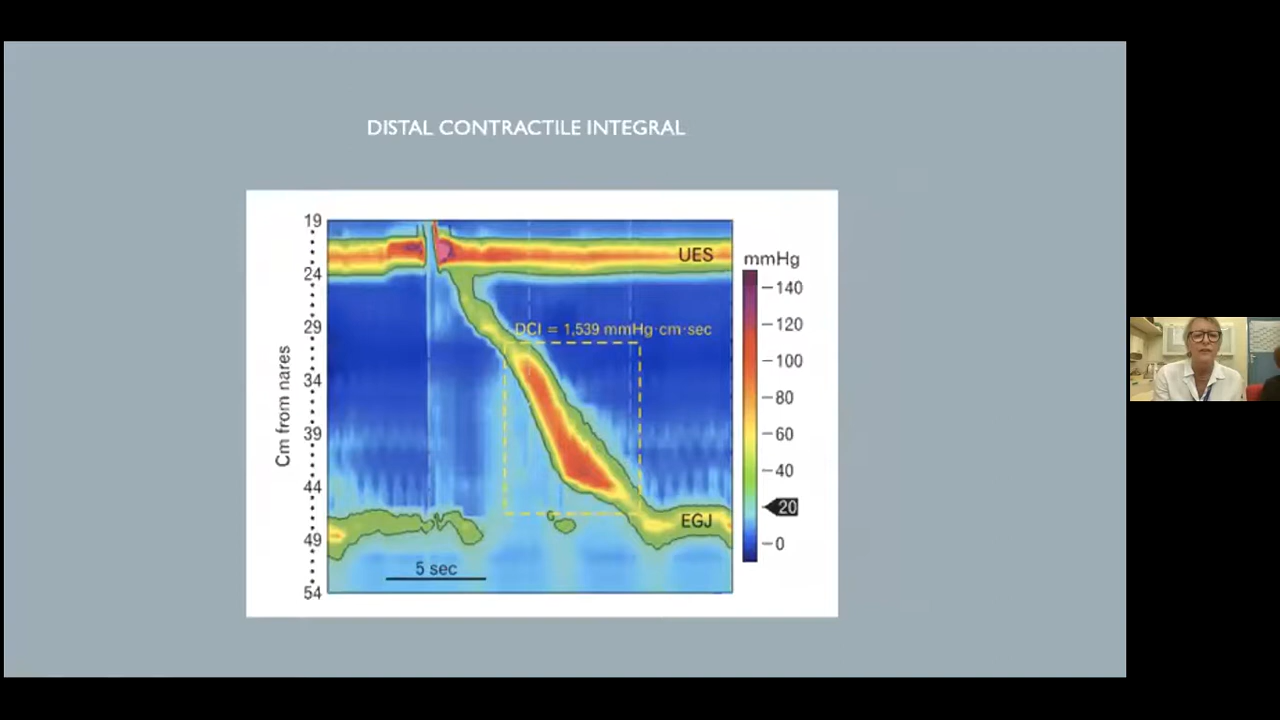 DISTAL CONTRACTILE INTEGRAL
19
24
29
34
39
44
49
54
Cm from nares
UES
DCI = 1,539 mmHg·cm·sec
EGJ
5 sec
mmHg
140
120
100
80
60
40
20
0